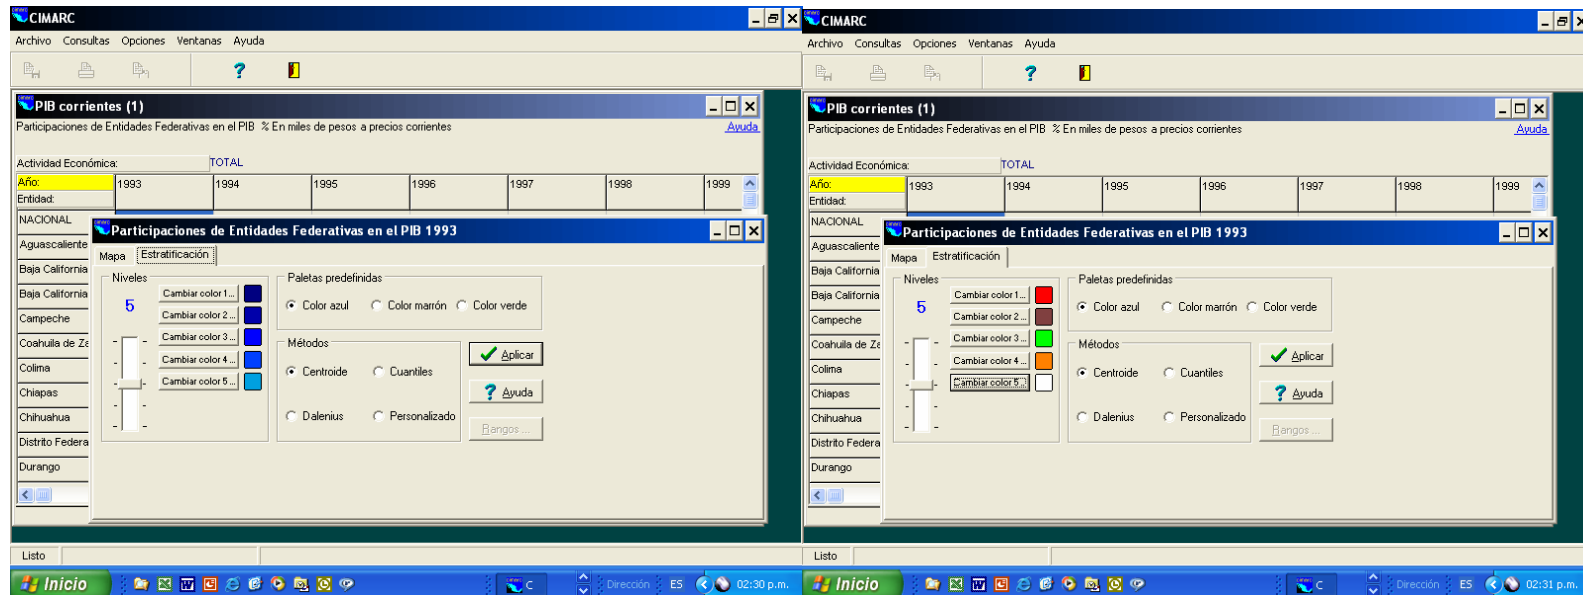 CIMARC
Archivo Consultas Opciones Ventanas Ayuda
PIB corrientes (1)
Participaciones de Entidades Federativas en el PIB % En miles de pesos a precios corrientes Ayuda
Actividad Económica: TOTAL
Año: 1993 1994 1995 1996 1997 1998 1999
Entidad:
NACIONAL
Participaciones de Entidades Federativas en el PIB 1993
Aguascaliente
Mapa Estratificación
Baja California
Niveles Paletas predefinidas
Baja California
5 Cambiar color 1... Color azul Color marrón Color verde
Campeche
Cambiar color 2 ...
Coahuila de Za
Cambiar color 3 ... Métodos
Colima
Cambiar color 4 ... Centroide Cuantiles Aplicar
Chiapas
Cambiar color 5 ... Ayuda
Chihuahua
Dalenius Personalizado
Distrito Federa
Rangos ...
Durango
Listo
Inicio C Dirección ES 02:30 p.m.
CIMARC
Archivo Consultas Opciones Ventanas Ayuda
PIB corrientes (1)
Participaciones de Entidades Federativas en el PIB % En miles de pesos a precios corrientes Ayuda
Actividad Económica: TOTAL
Año: 1993 1994 1995 1996 1997 1998 1999
Entidad:
NACIONAL
Participaciones de Entidades Federativas en el PIB 1993
Aguascaliente
Mapa Estratificación
Baja California
Niveles Paletas predefinidas
Baja California
5 Cambiar color 1... Color azul Color marrón Color verde
Campeche
Cambiar color 2 ...
Coahuila de Za
Cambiar color 3 ... Métodos
Colima
Cambiar color 4 ... Centroide Cuantiles Aplicar
Chiapas
Cambiar color 5 ... Ayuda
Chihuahua
Dalenius Personalizado
Distrito Federa
Rangos ...
Durango
Listo
Inicio C Dirección ES 02:31 p.m.